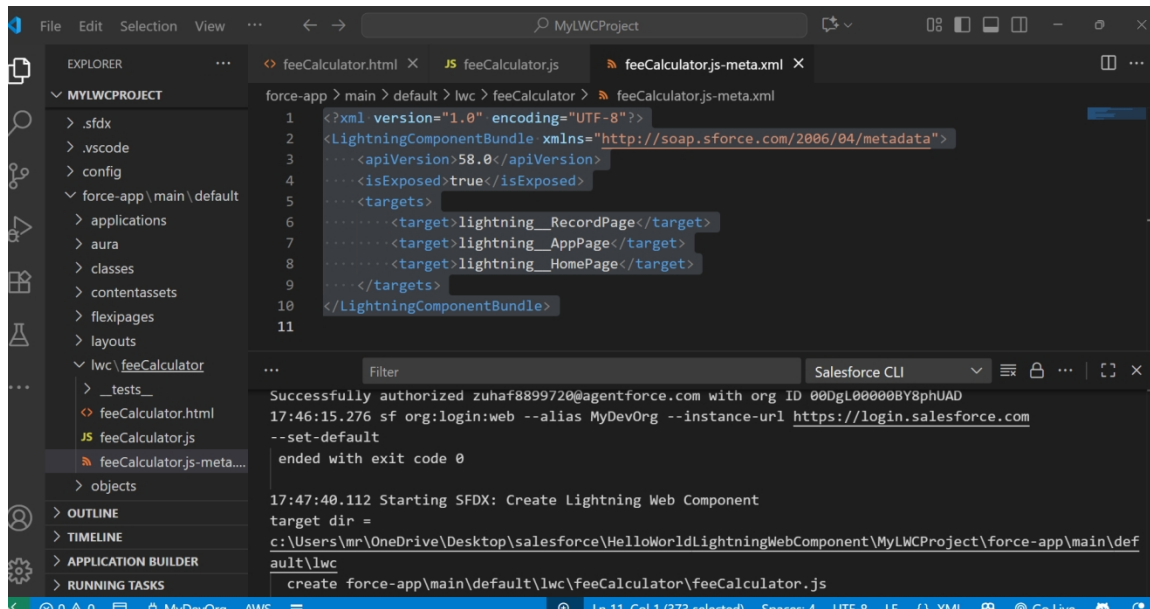 File Edit Selection View ··· ← → MyLWCProject
EXPLORER ···
MYLWCPROJECT
.sfdx
.vscode
config
force-app\main\default
applications
aura
classes
contentassets
flexipages
layouts
lwc\feeCalculator
__tests__
feeCalculator.html
JS feeCalculator.js
feeCalculator.js-meta....
objects
OUTLINE
TIMELINE
APPLICATION BUILDER
RUNNING TASKS
feeCalculator.html JS feeCalculator.js feeCalculator.js-meta.xml
force-app > main > default > lwc > feeCalculator > feeCalculator.js-meta.xml
1 <?xml version="1.0" encoding="UTF-8"?>
2 <LightningComponentBundle xmlns="http://soap.sforce.com/2006/04/metadata">
3 <apiVersion>58.0</apiVersion>
4 <isExposed>true</isExposed>
5 <targets>
6 <target>lightning__RecordPage</target>
7 <target>lightning__AppPage</target>
8 <target>lightning__HomePage</target>
9 </targets>
10 </LightningComponentBundle>
11
··· Filter Salesforce CLI
Successfully authorized zuhaf8899720@agentforce.com with org ID 00DgL00000BY8phUAD
17:46:15.276 sf org:login:web --alias MyDevOrg --instance-url https://login.salesforce.com
--set-default
ended with exit code 0
17:47:40.112 Starting SFDX: Create Lightning Web Component
target dir =
c:\Users\mr\OneDrive\Desktop\salesforce\HelloWorldLightningWebComponent\MyLWCProject\force-app\main\def
ault\lwc
create force-app\main\default\lwc\feeCalculator\feeCalculator.js
0 0 MyDevOrg AWS Ln 11, Col 1 (373 selected) Spaces: 4 UTF-8 LF {} XML Go Live